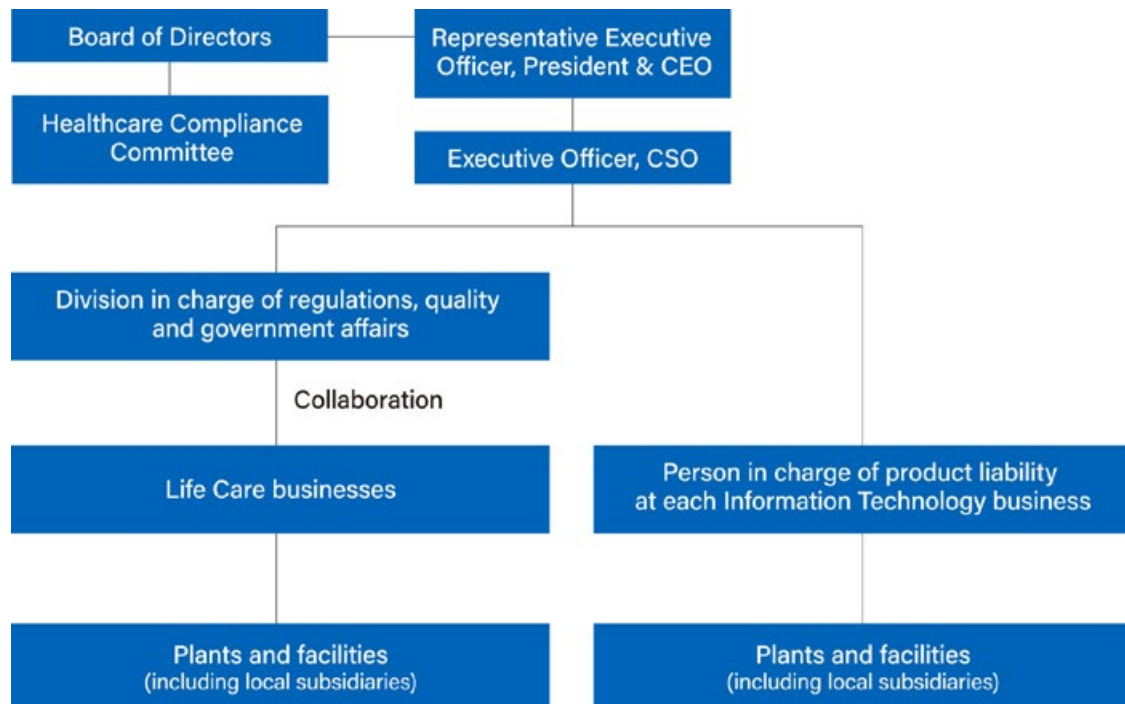 Board of Directors
Representative Executive
Officer, President & CEO
Healthcare Compliance
Committee
Executive Officer, CSO
Division in charge of regulations, quality
and government affairs
Collaboration
Life Care businesses
Person in charge of product liability
at each Information Technology business
Plants and facilities
(including local subsidiaries)
Plants and facilities
(including local subsidiaries)